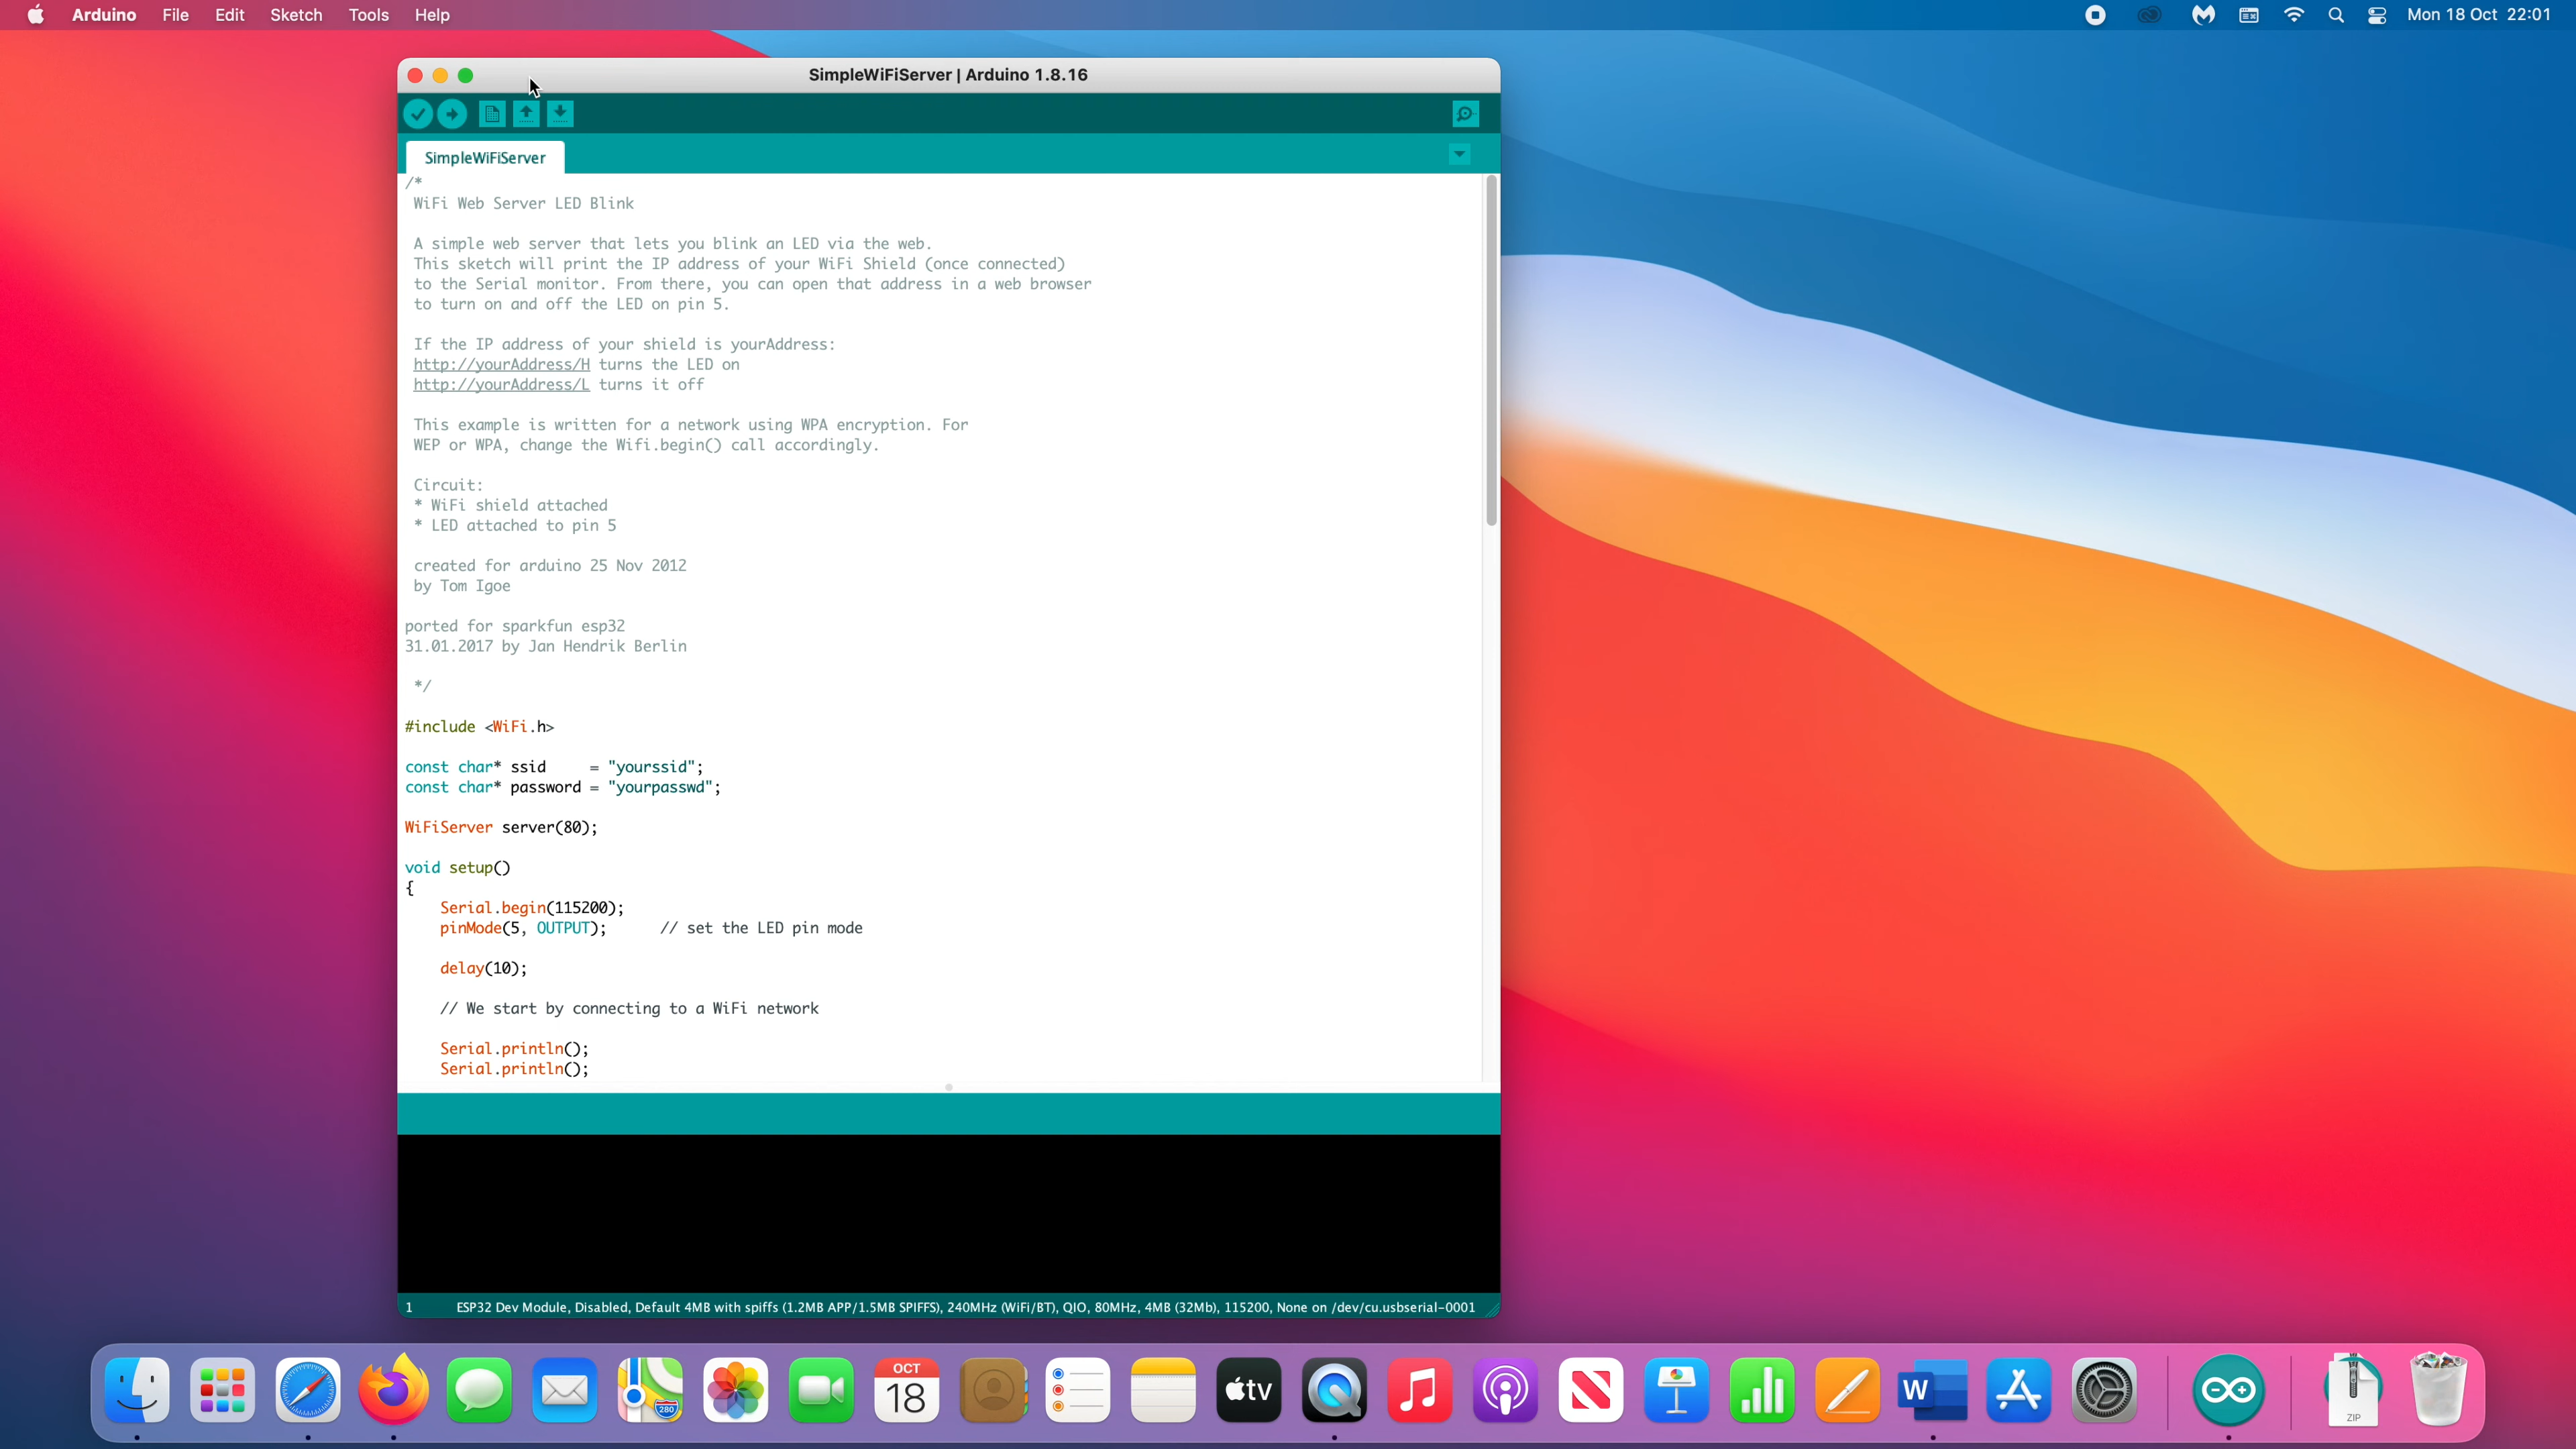 Arduino File Edit Sketch Tools Help Mon 18 Oct 22:01
SimpleWiFiServer | Arduino 1.8.16
SimpleWiFiServer
/*
WiFi Web Server LED Blink
A simple web server that lets you blink an LED via the web.
This sketch will print the IP address of your WiFi Shield (once connected)
to the Serial monitor. From there, you can open that address in a web browser
to turn on and off the LED on pin 5.
If the IP address of your shield is yourAddress:
http://yourAddress/H turns the LED on
http://yourAddress/L turns it off
This example is written for a network using WPA encryption. For
WEP or WPA, change the Wifi.begin() call accordingly.
Circuit:
* WiFi shield attached
* LED attached to pin 5
created for arduino 25 Nov 2012
by Tom Igoe
ported for sparkfun esp32
31.01.2017 by Jan Hendrik Berlin
*/
#include <WiFi.h>
const char* ssid     = "yourssid";
const char* password = "yourpasswd";
WiFiServer server(80);
void setup()
{
Serial.begin(115200);
pinMode(5, OUTPUT);      // set the LED pin mode
delay(10);
// We start by connecting to a WiFi network
Serial.println();
Serial.println();
1 ESP32 Dev Module, Disabled, Default 4MB with spiffs (1.2MB APP/1.5MB SPIFFS), 240MHz (WiFi/BT), QIO, 80MHz, 4MB (32Mb), 115200, None on /dev/cu.usbserial-0001
280
OCT
18
tv
W
ZIP